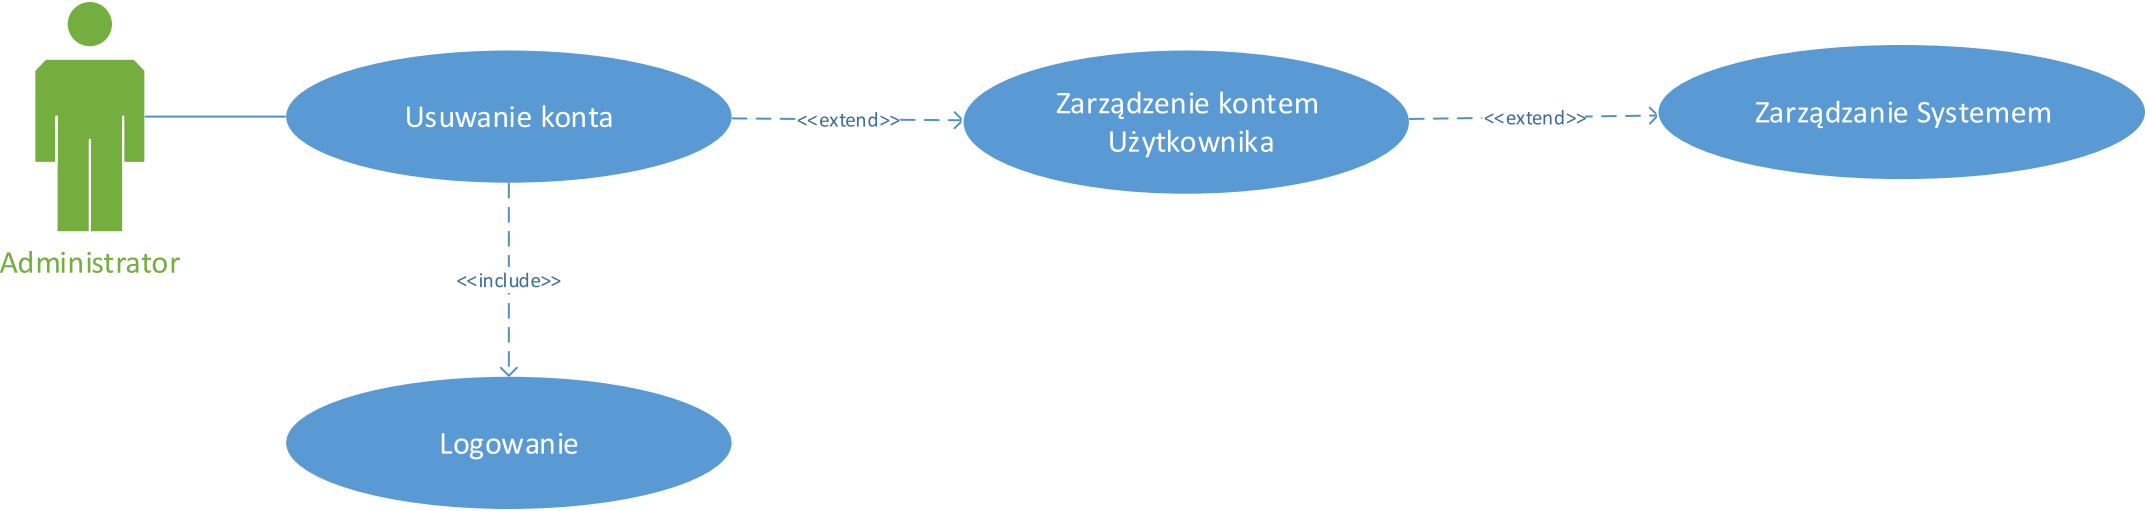 Administrator
Usuwanie konta
<<extend>>
Zarządzenie kontem
Użytkownika
<<extend>>
Zarządzanie Systemem
<<include>>
Logowanie